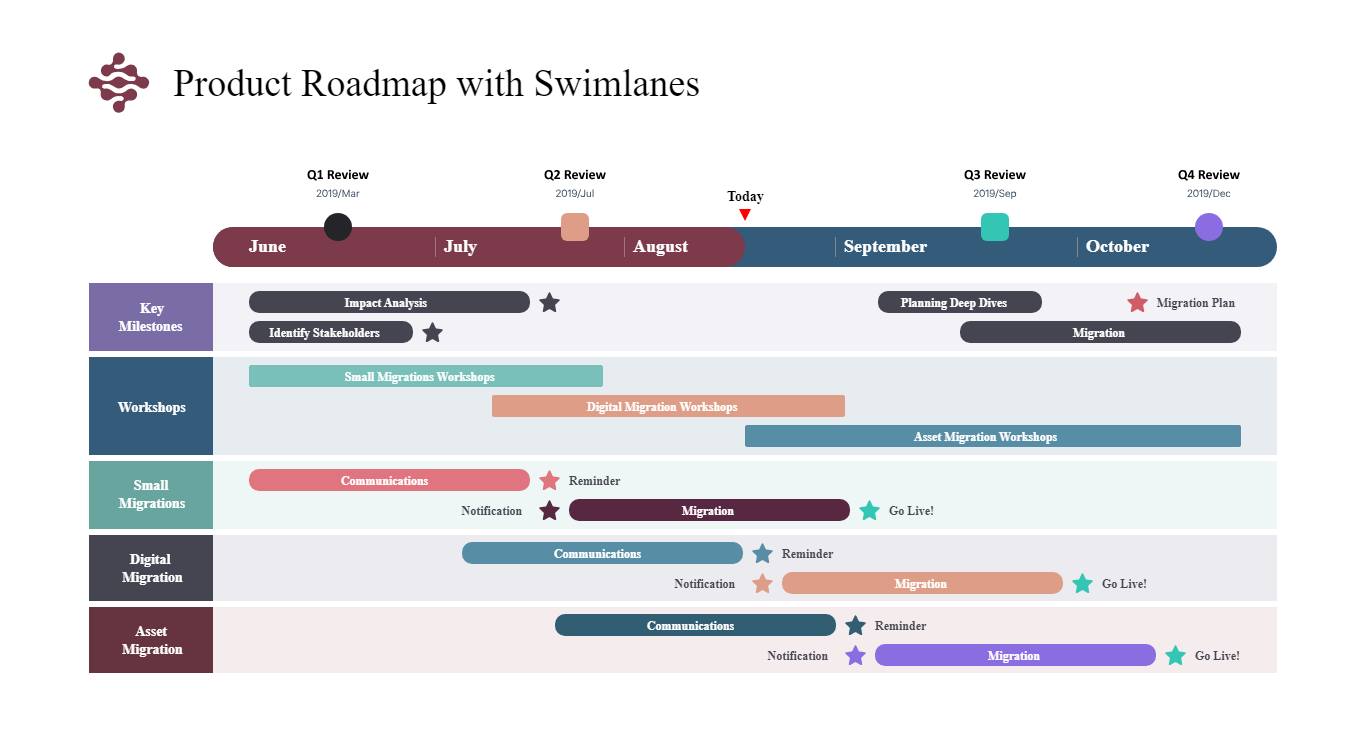 Product Roadmap with Swimlanes
Q1 Review
2019/Mar
Q2 Review
2019/Jul
Today
Q3 Review
2019/Sep
Q4 Review
2019/Dec
June
July
August
September
October
Key
Milestones
Impact Analysis
Planning Deep Dives
Migration Plan
Identify Stakeholders
Migration
Workshops
Small Migrations Workshops
Digital Migration Workshops
Asset Migration Workshops
Small
Migrations
Communications
Reminder
Notification
Migration
Go Live!
Digital
Migration
Communications
Reminder
Notification
Migration
Go Live!
Asset
Migration
Communications
Reminder
Notification
Migration
Go Live!